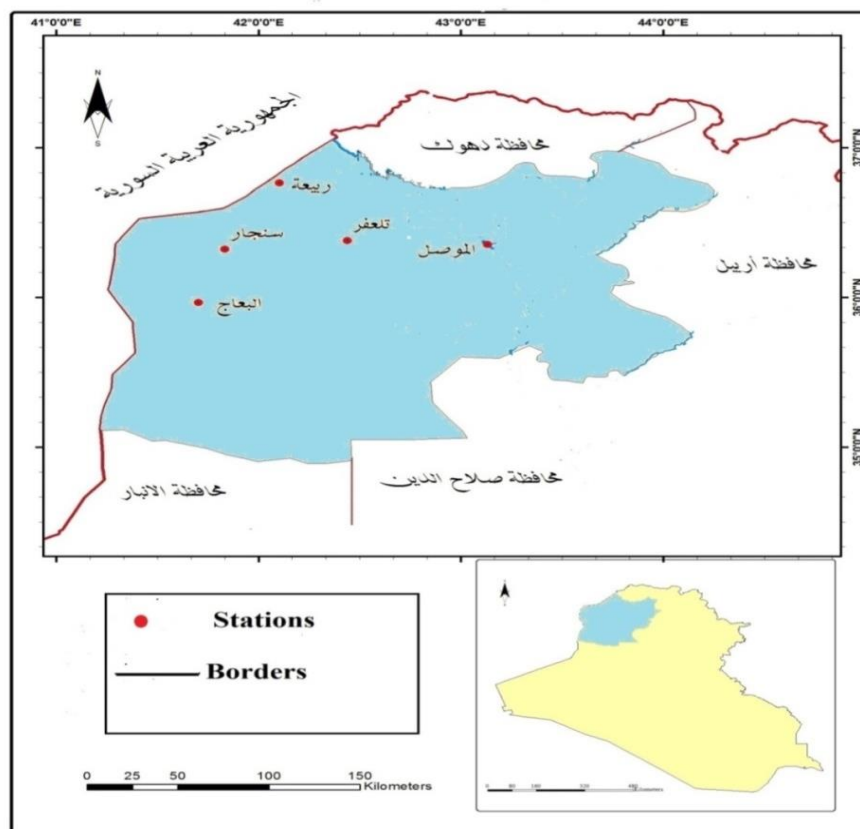 41°0'0"E 42°0'0"E 43°0'0"E 44°0'0"E
N
S
الجمهورية العربية السورية
محافظة دهوك
37°0'0"N
ربيعة
تلعفر
سنجار
الموصل
محافظة أربيل
36°0'0"N
البعاج
35°0'0"N
محافظة صلاح الدين
محافظة الانبار
Stations
Borders
0 25 50 100 150
Kilometers